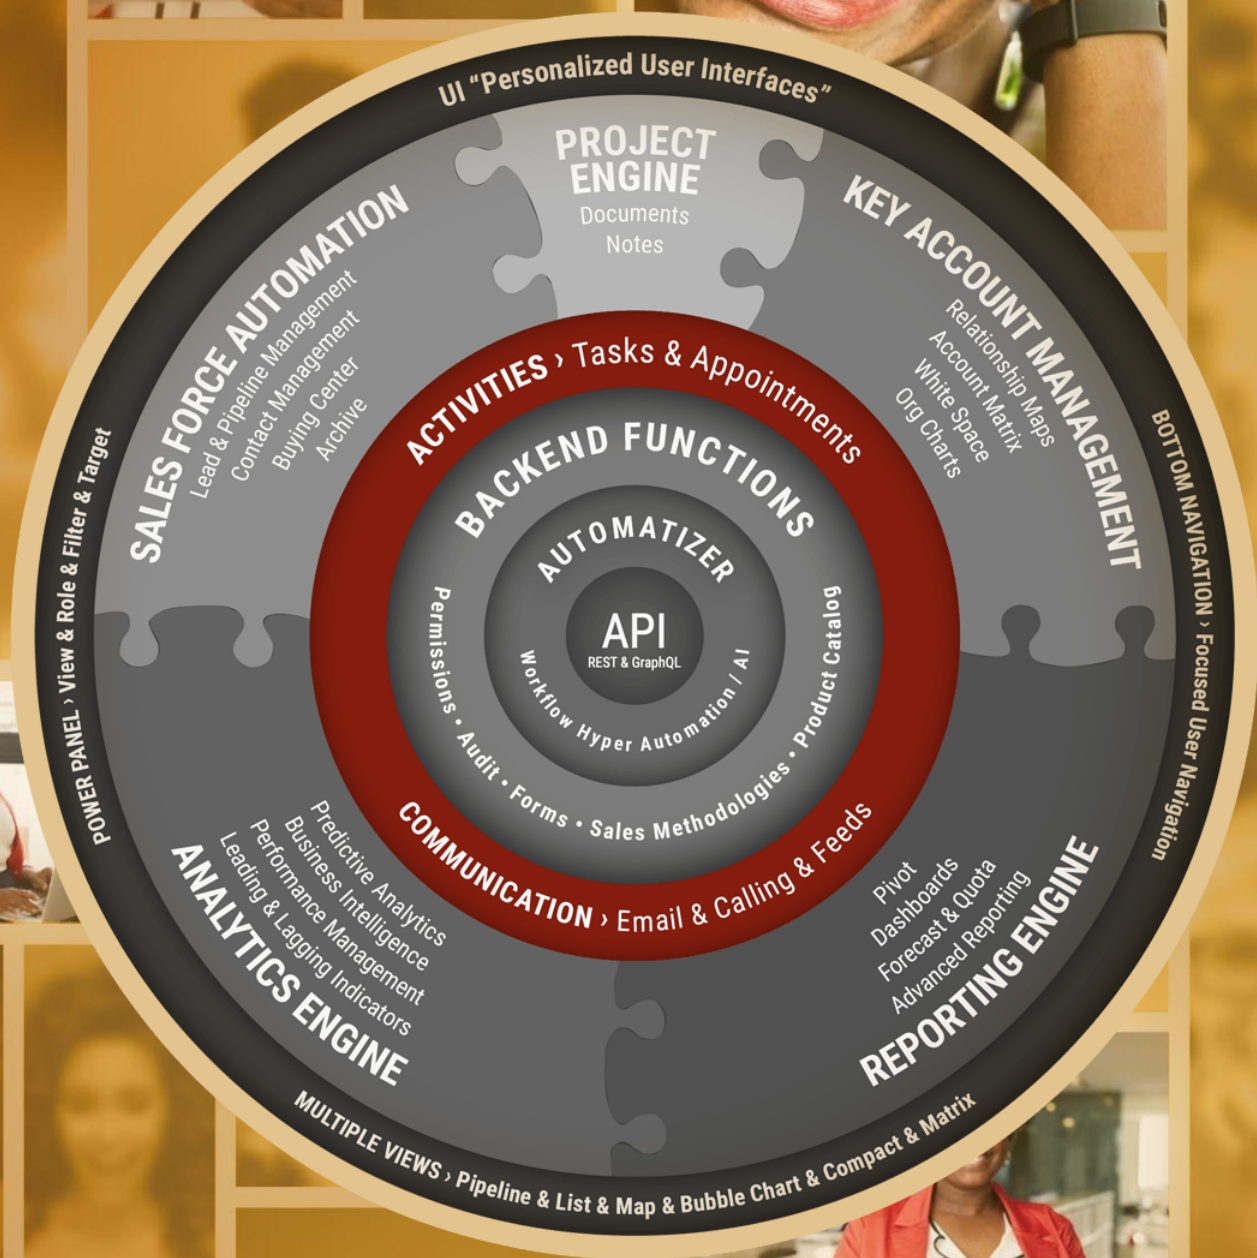 UI “Personalized User Interfaces”
PROJECT
ENGINE
Documents
Notes
SALES FORCE AUTOMATION
Lead & Pipeline Management
Contact Management
Buying Center
Archive
KEY ACCOUNT MANAGEMENT
Relationship Maps
Account Matrix
White Space
Org Charts
POWER PANEL › View & Role & Filter & Target
BOTTOM NAVIGATION › Focused User Navigation
ACTIVITIES › Tasks & Appointments
BACKEND FUNCTIONS
AUTOMATIZER
API
REST & GraphQL
Workflow Hyper Automation / AI
Permissions • Audit • Forms • Sales Methodologies • Product Catalog
COMMUNICATION › Email & Calling & Feeds
Predictive Analytics
Business Intelligence
Performance Management
Leading & Lagging Indicators
ANALYTICS ENGINE
Pivot
Dashboards
Forecast & Quota
Advanced Reporting
REPORTING ENGINE
MULTIPLE VIEWS › Pipeline & List & Map & Bubble Chart & Compact & Matrix